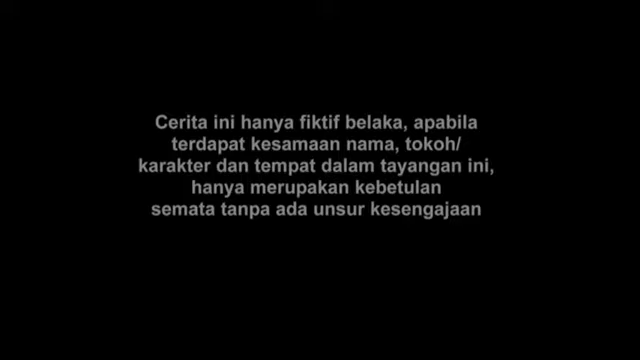 Cerita ini hanya fiktif belaka, apabila
terdapat kesamaan nama, tokoh/
karakter dan tempat dalam tayangan ini,
hanya merupakan kebetulan
semata tanpa ada unsur kesengajaan